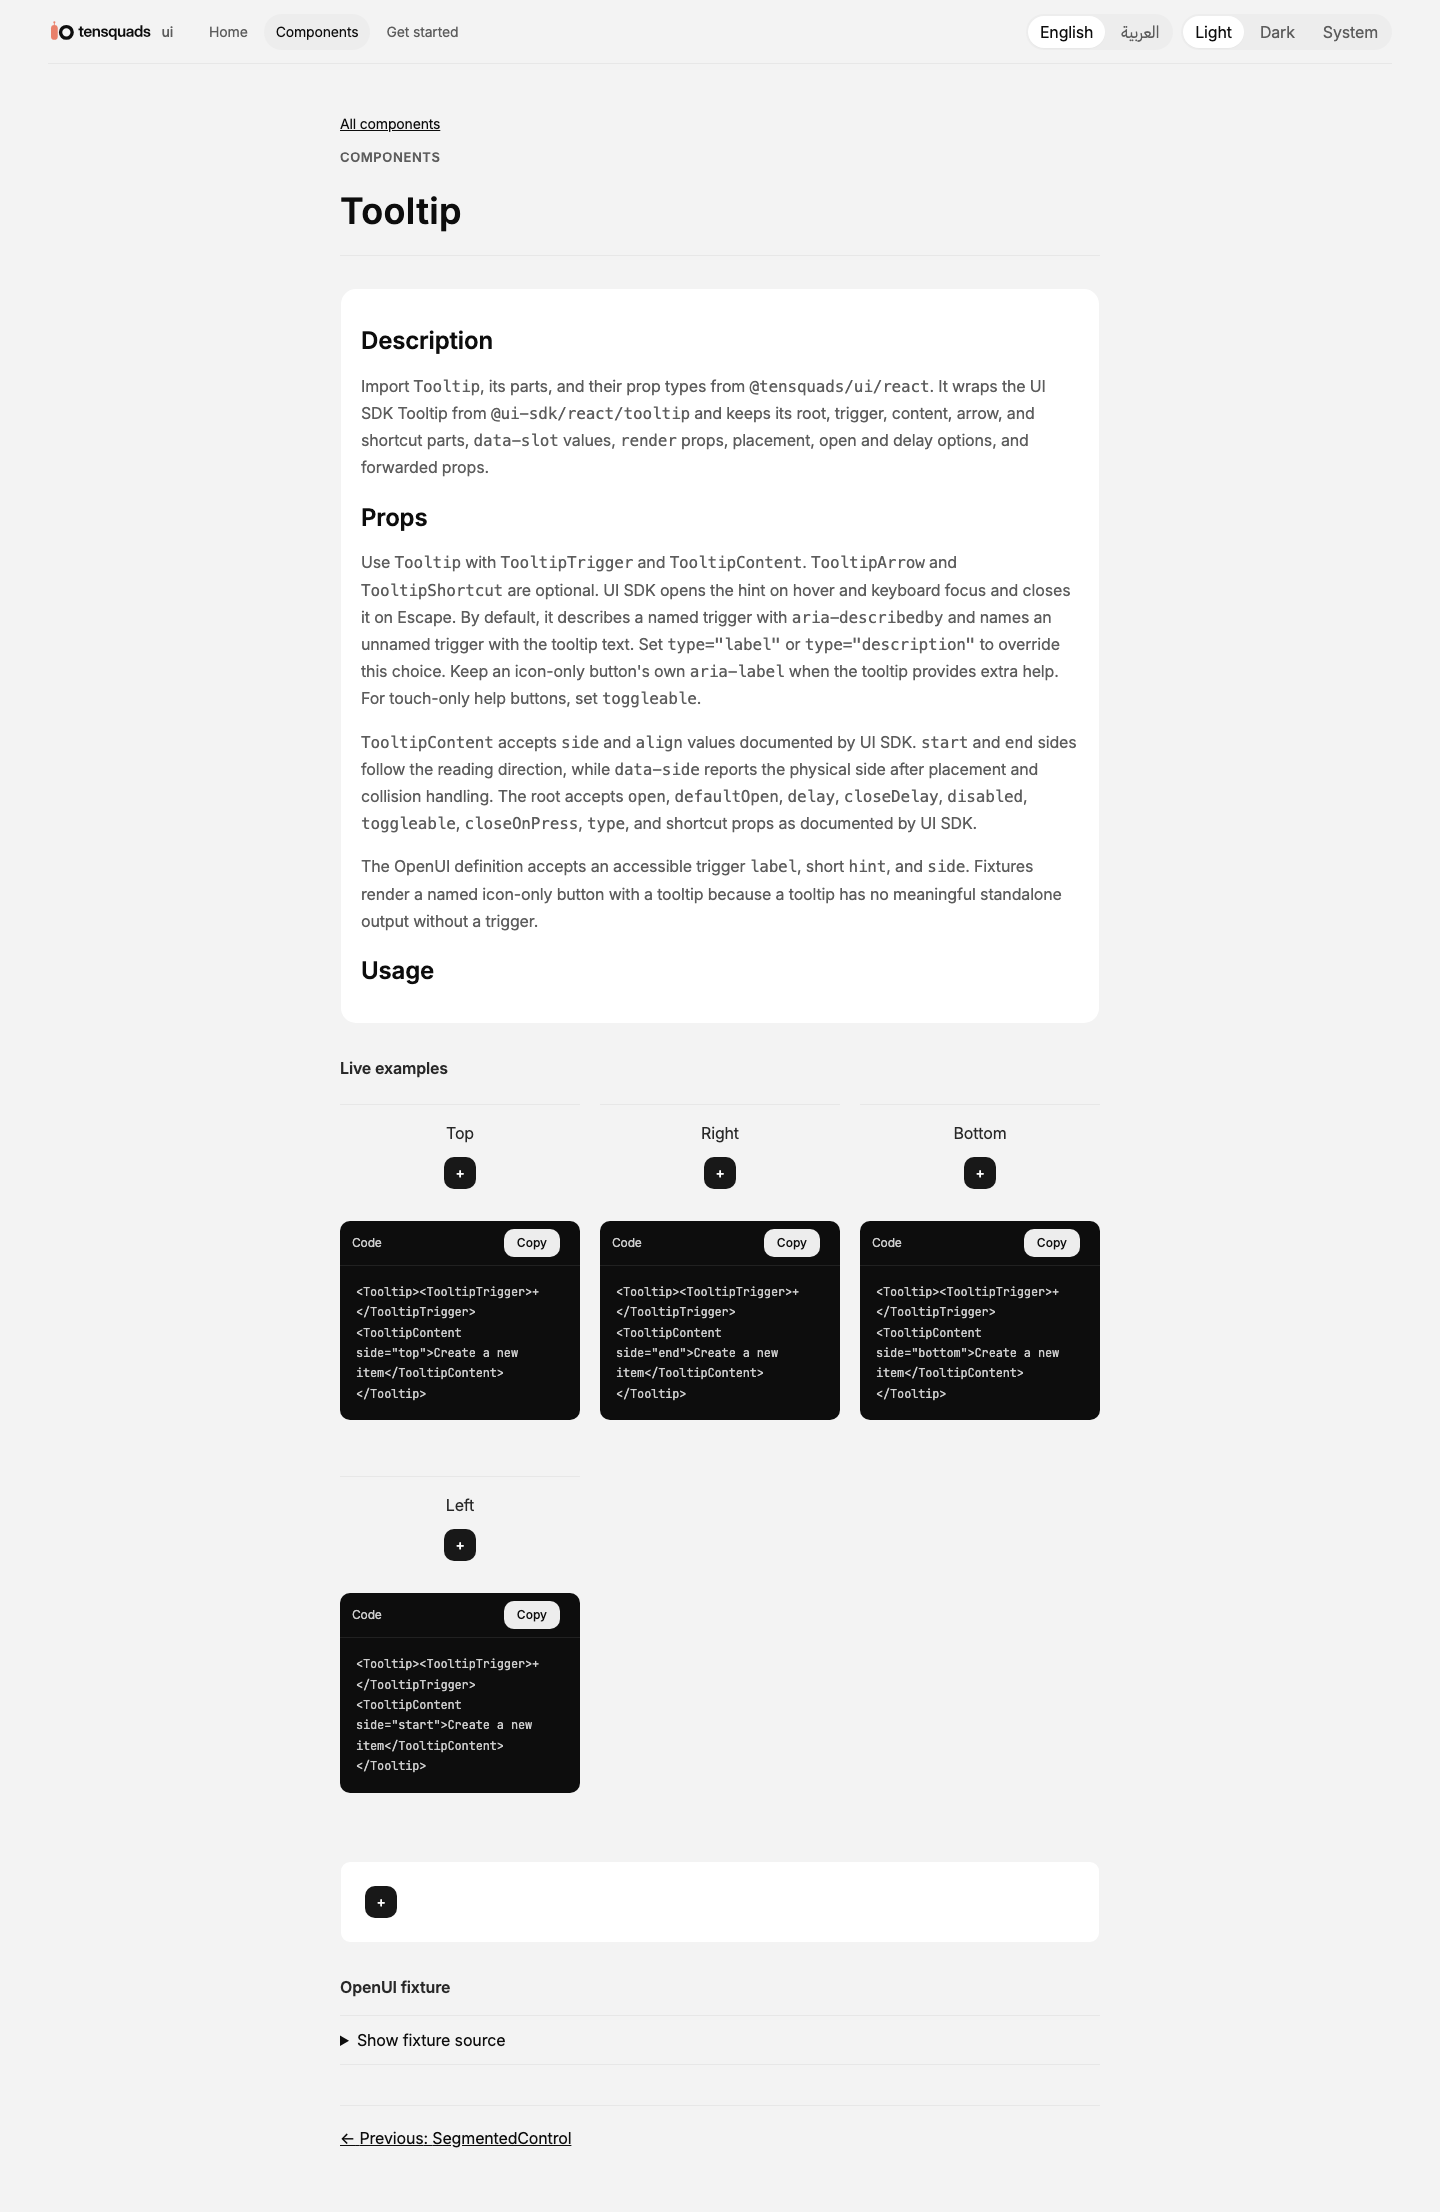 tensquads ui
Home
Components
Get started
English
العربية
Light
Dark
System
All components
COMPONENTS
Tooltip
Description
Import Tooltip, its parts, and their prop types from @tensquads/ui/react. It wraps the UI
SDK Tooltip from @ui-sdk/react/tooltip and keeps its root, trigger, content, arrow, and
shortcut parts, data-slot values, render props, placement, open and delay options, and
forwarded props.
Props
Use Tooltip with TooltipTrigger and TooltipContent. TooltipArrow and
TooltipShortcut are optional. UI SDK opens the hint on hover and keyboard focus and closes
it on Escape. By default, it describes a named trigger with aria-describedby and names an
unnamed trigger with the tooltip text. Set type="label" or type="description" to override
this choice. Keep an icon-only button's own aria-label when the tooltip provides extra help.
For touch-only help buttons, set toggleable.
TooltipContent accepts side and align values documented by UI SDK. start and end sides
follow the reading direction, while data-side reports the physical side after placement and
collision handling. The root accepts open, defaultOpen, delay, closeDelay, disabled,
toggleable, closeOnPress, type, and shortcut props as documented by UI SDK.
The OpenUI definition accepts an accessible trigger label, short hint, and side. Fixtures
render a named icon-only button with a tooltip because a tooltip has no meaningful standalone
output without a trigger.
Usage
Live examples
Top
+
Code
Copy
<Tooltip><TooltipTrigger>+
</TooltipTrigger>
<TooltipContent
side="top">Create a new
item</TooltipContent>
</Tooltip>
Right
+
Code
Copy
<Tooltip><TooltipTrigger>+
</TooltipTrigger>
<TooltipContent
side="end">Create a new
item</TooltipContent>
</Tooltip>
Bottom
+
Code
Copy
<Tooltip><TooltipTrigger>+
</TooltipTrigger>
<TooltipContent
side="bottom">Create a new
item</TooltipContent>
</Tooltip>
Left
+
Code
Copy
<Tooltip><TooltipTrigger>+
</TooltipTrigger>
<TooltipContent
side="start">Create a new
item</TooltipContent>
</Tooltip>
+
OpenUI fixture
▶ Show fixture source
← Previous: SegmentedControl